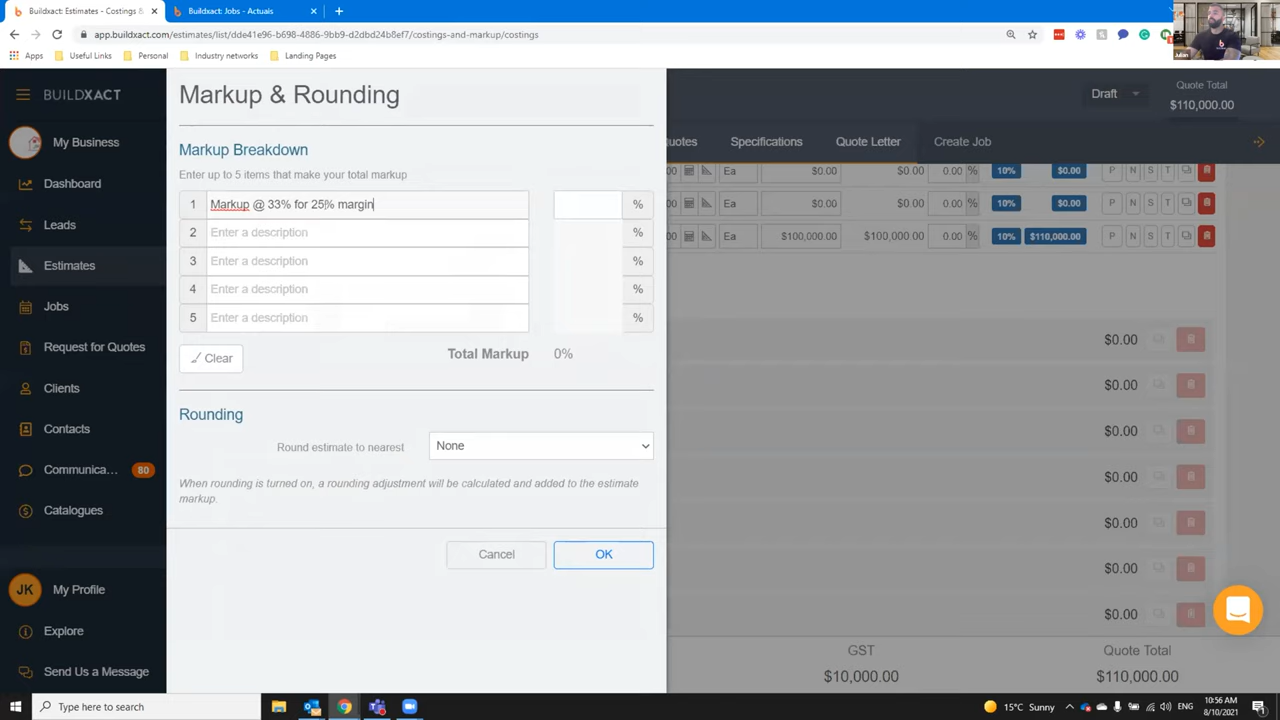 Buildxact: Estimates - Costings &
Buildxact: Jobs - Actuals
app.buildxact.com/estimates/list/dde41e96-b698-4886-9bb9-d2dbd24b8ef7/costings-and-markup/costings
Apps
Useful Links
Personal
Industry networks
Landing Pages
Julian
BUILDXACT
My Business
Dashboard
Leads
Estimates
Jobs
Request for Quotes
Clients
Contacts
Communica... 80
Catalogues
JK My Profile
Explore
Send Us a Message
Markup & Rounding
Markup Breakdown
Enter up to 5 items that make your total markup
1 Markup @ 33% for 25% margin %
2 Enter a description %
3 Enter a description %
4 Enter a description %
5 Enter a description %
Clear
Total Markup 0%
Rounding
Round estimate to nearest None
When rounding is turned on, a rounding adjustment will be calculated and added to the estimate
markup.
Cancel OK
Draft
Quote Total
$110,000.00
Quotes Specifications Quote Letter Create Job
00 Ea $0.00 $0.00 0.00 % 10% $0.00 P N S T
00 Ea $0.00 $0.00 0.00 % 10% $0.00 P N S T
00 Ea $100,000.00 $100,000.00 0.00 % 10% $110,000.00 P N S T
$0.00
$0.00
$0.00
$0.00
$0.00
$0.00
$0.00
GST
$10,000.00
Quote Total
$110,000.00
Type here to search
15°C Sunny
ENG
10:56 AM
8/10/2021